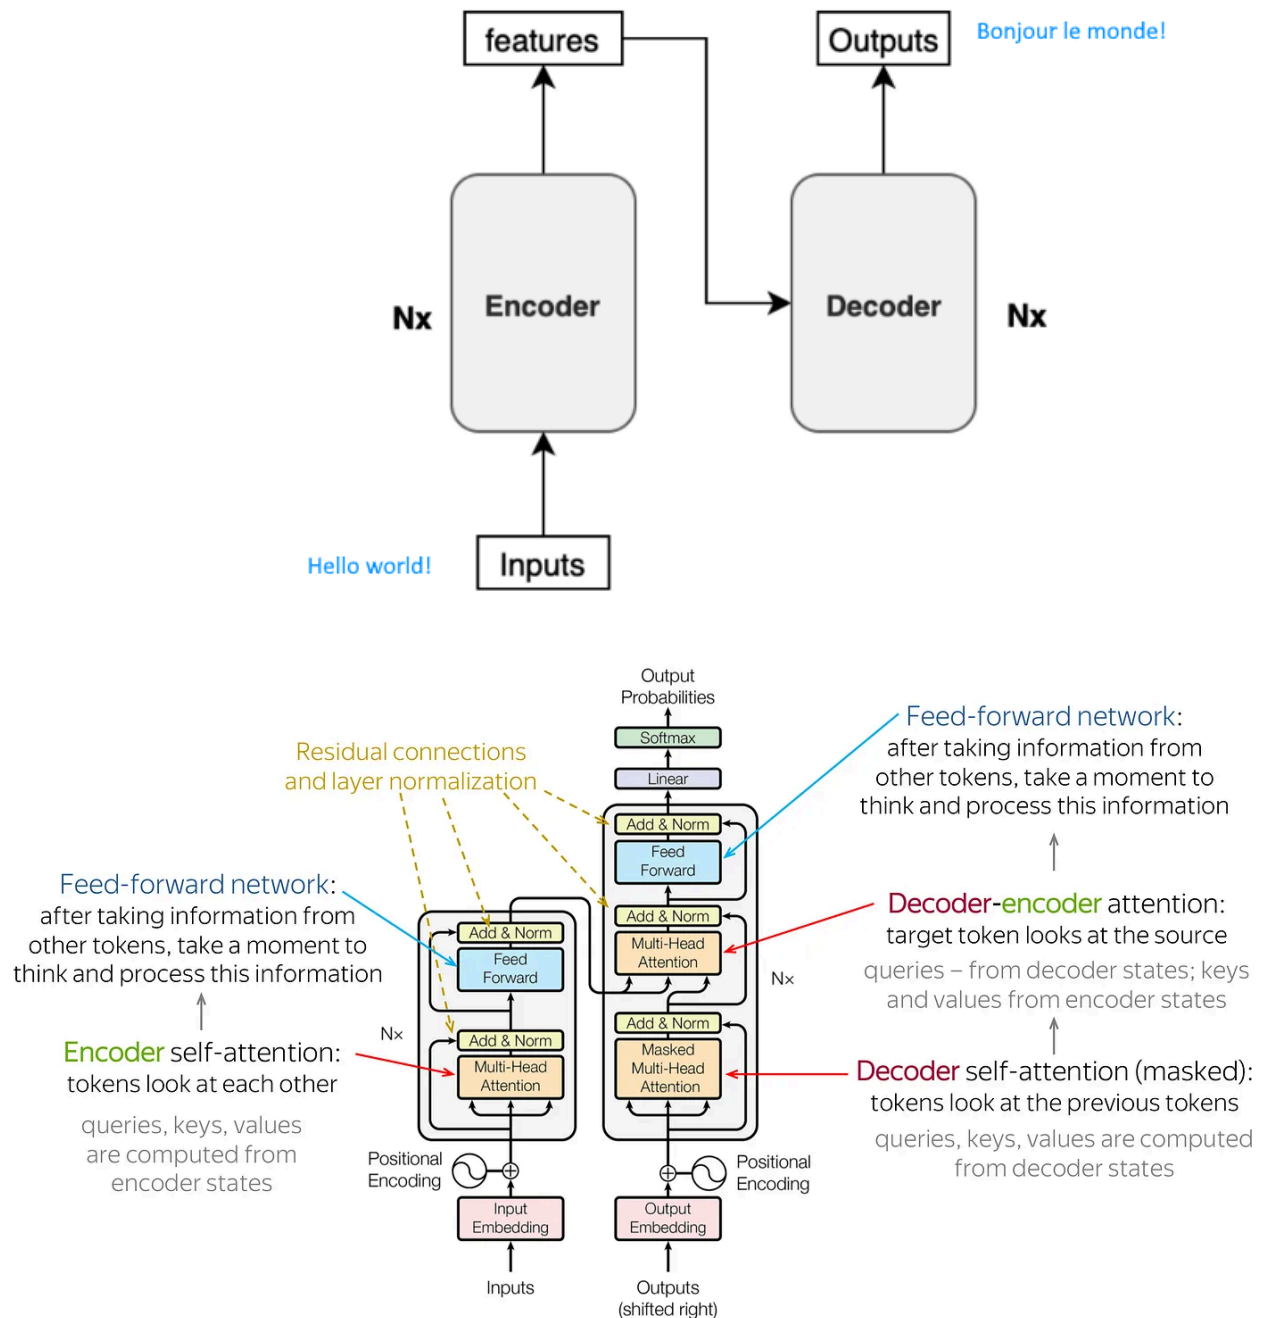 features
Outputs
Bonjour le monde!
Nx
Encoder
Decoder
Nx
Hello world!
Inputs
Output
Probabilities
Softmax
Linear
Add & Norm
Feed
Forward
Add & Norm
Multi-Head
Attention
Nx
Add & Norm
Masked
Multi-Head
Attention
Positional
Encoding
Output
Embedding
Outputs
(shifted right)
Residual connections
and layer normalization
Add & Norm
Feed
Forward
Nx
Add & Norm
Multi-Head
Attention
Positional
Encoding
Input
Embedding
Inputs
Feed-forward network:
after taking information from
other tokens, take a moment to
think and process this information
Encoder self-attention:
tokens look at each other
queries, keys, values
are computed from
encoder states
Feed-forward network:
after taking information from
other tokens, take a moment to
think and process this information
Decoder-encoder attention:
target token looks at the source
queries – from decoder states; keys
and values from encoder states
Decoder self-attention (masked):
tokens look at the previous tokens
queries, keys, values are computed
from decoder states